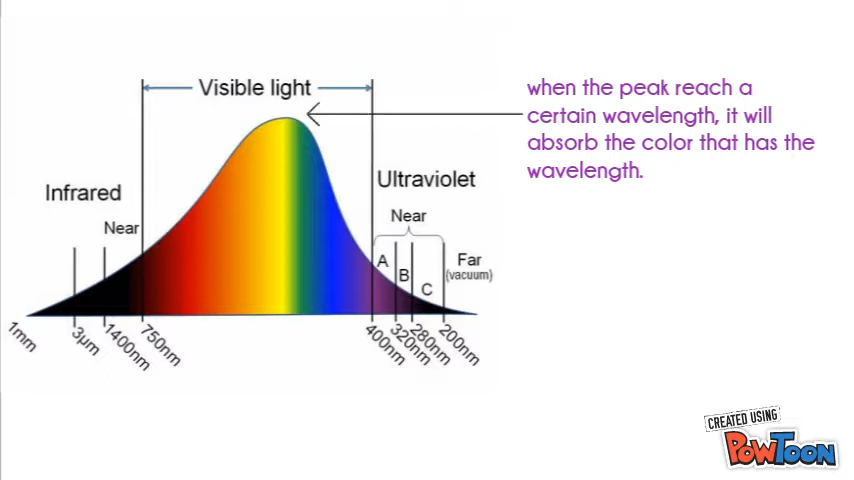 Visible light
when the peak reach a
certain wavelength, it will
absorb the color that has the
wavelength.
Infrared
Near
Ultraviolet
Near
A
B
C
Far
(vacuum)
1mm
3µm
1400nm
750nm
400nm
320nm
280nm
200nm
CREATED USING
POWTOON